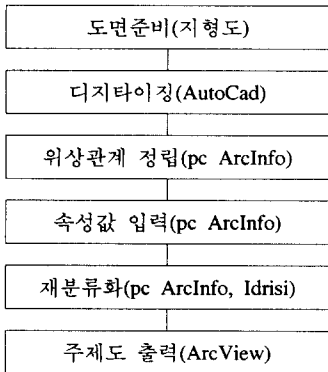 도면준비(지형도)
디지타이징(AutoCad)
위상관계 정립(pc ArcInfo)
속성값 입력(pc ArcInfo)
재분류화(pc ArcInfo, Idrisi)
주제도 출력(ArcView)